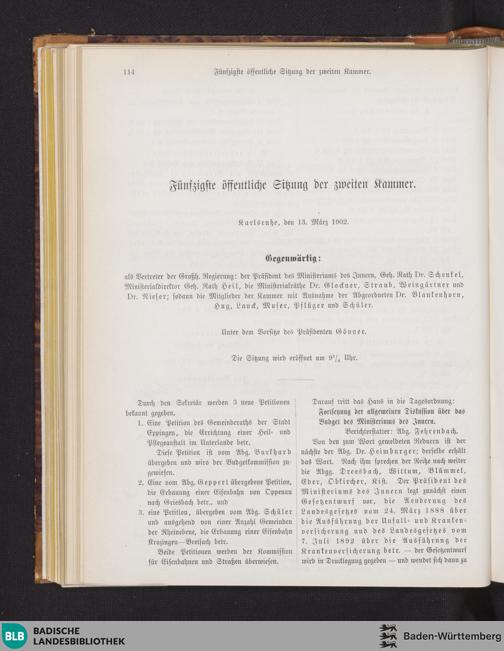 114
Fünfzigste öffentliche Sitzung der zweiten Kammer.
Fünfzigste öffentliche Sitzung der zweiten Kammer.
Karlsruhe, den 13. März 1902.
Gegenwärtig:
als Vertreter der Großh. Regierung: der Präsident des Ministeriums des Innern, Geh. Rath Dr. Schenkel,
Ministerialdirektor Geh. Rath Heil, die Ministerialräthe Dr. Glockner, Straub, Weingärtner und
Dr. Nieser; sodann die Mitglieder der Kammer mit Ausnahme der Abgeordneten Dr. Blankenhorn,
Hug, Lauck, Muser, Pflüger und Schüler.
Unter dem Vorsitze des Präsidenten Gönner.
Die Sitzung wird eröffnet um 9¼ Uhr.
Durch den Sekretär werden 3 neue Petitionen
bekannt gegeben.
1. Eine Petition des Gemeinderaths der Stadt
Eppingen, die Errichtung einer Heil- und
Pflegeanstalt im Unterlande betr.
Diese Petition ist vom Abg. Burkhard
übergeben und wird der Budgetkommission zu-
gewiesen.
2. Eine vom Abg. Geppert übergebene Petition,
die Erbauung einer Eisenbahn von Oppenau
nach Griesbach betr., und
3. eine Petition, übergeben vom Abg. Schüler
und ausgehend von einer Anzahl Gemeinden
der Rheinebene, die Erbauung einer Eisenbahn
Krozingen—Breisach betr.
Beide Petitionen werden der Kommission
für Eisenbahnen und Straßen überwiesen.
Darauf tritt das Haus in die Tagesordnung:
Fortsetzung der allgemeinen Diskussion über das
Budget des Ministeriums des Innern.
Berichterstatter: Abg. Fehrenbach.
Von den zum Wort gemeldeten Rednern ist der
nächste der Abg. Dr. Heimburger; derselbe erhält
das Wort. Nach ihm sprechen der Reihe nach weiter
die Abgg. Dreesbach, Wittum, Blümmel,
Eder, Obkircher, Kist. Der Präsident des
Ministeriums des Innern legt zunächst einen
Gesetzentwurf vor, die Aenderung des
Landesgesetzes vom 24. März 1888 über
die Ausführung der Unfall- und Kranken-
versicherung und des Landesgesetzes vom
7. Juli 1892 über die Ausführung der
Krankenversicherung betr. — der Gesetzentwurf
wird in Drucklegung gegeben — und wendet sich dann zu
BLB
BADISCHE
LANDESBIBLIOTHEK
Baden-Württemberg